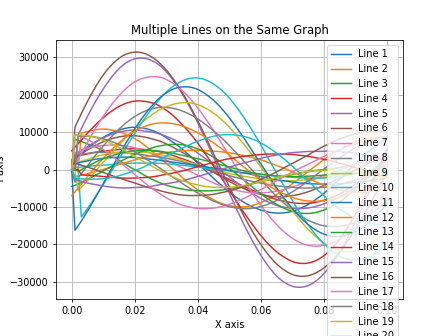 Multiple Lines on the Same Graph
30000
20000
10000
0
−10000
−20000
−30000
0.00
0.02
0.04
0.06
X axis
Line 1
Line 2
Line 3
Line 4
Line 5
Line 6
Line 7
Line 8
Line 9
Line 10
Line 11
Line 12
Line 13
Line 14
Line 15
Line 16
Line 17
Line 18
Line 19
Line 20